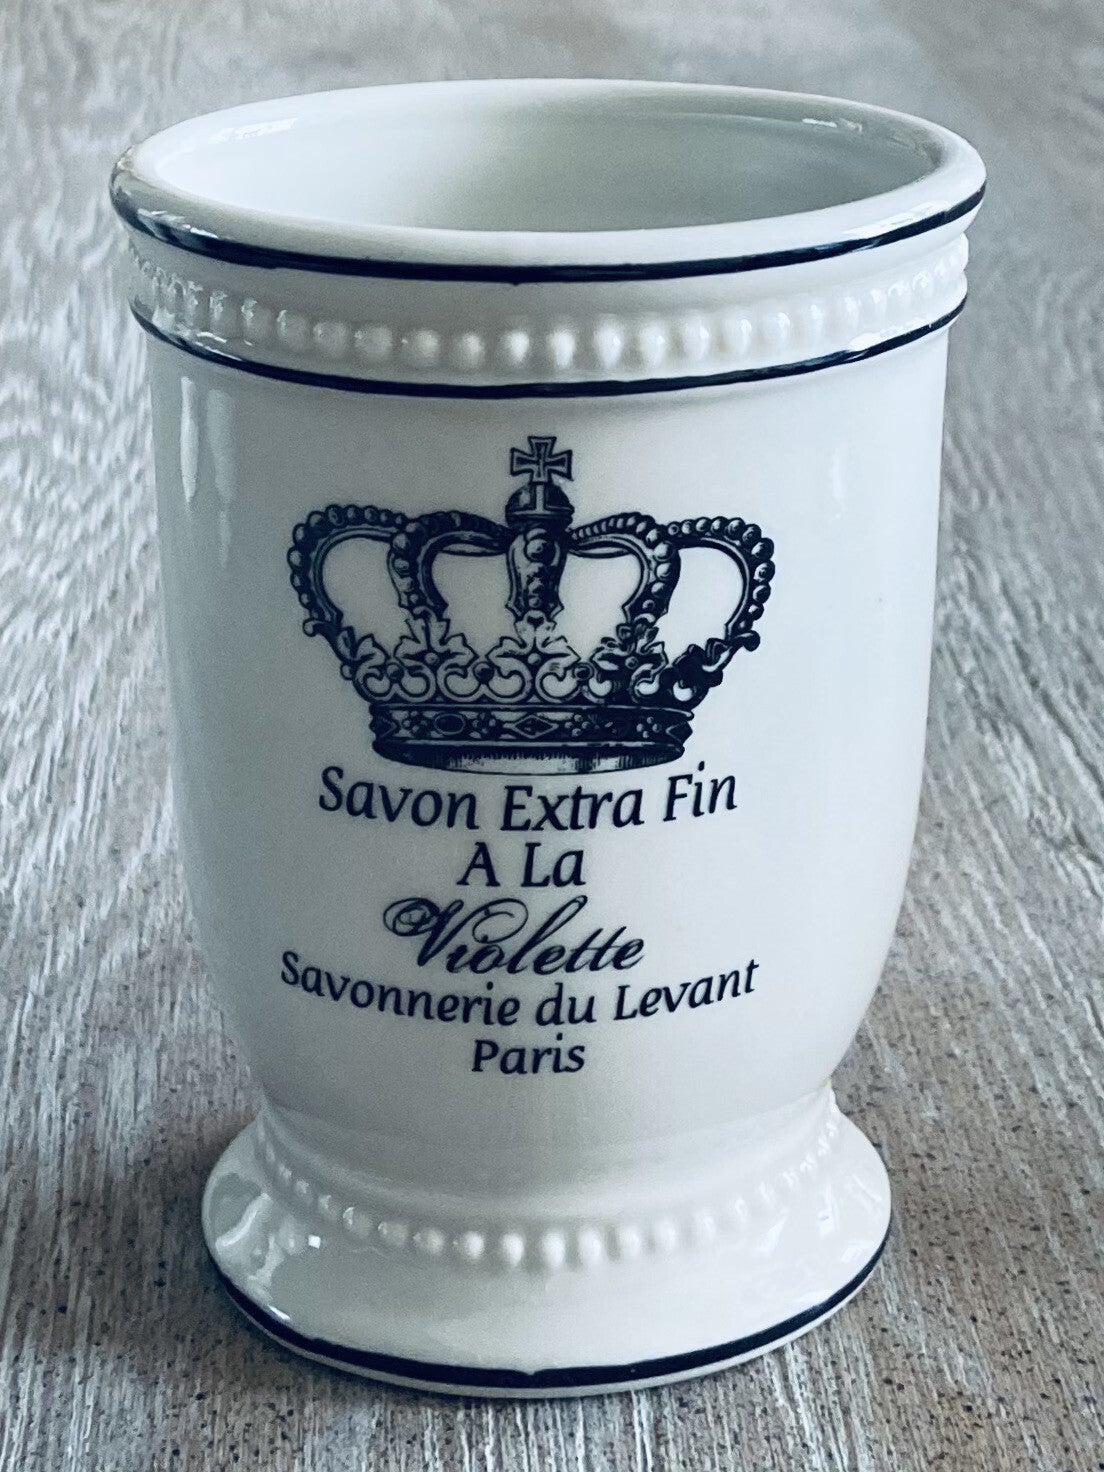 Savon Extra Fin
A La
Violette
Savonnerie du Levant
Paris